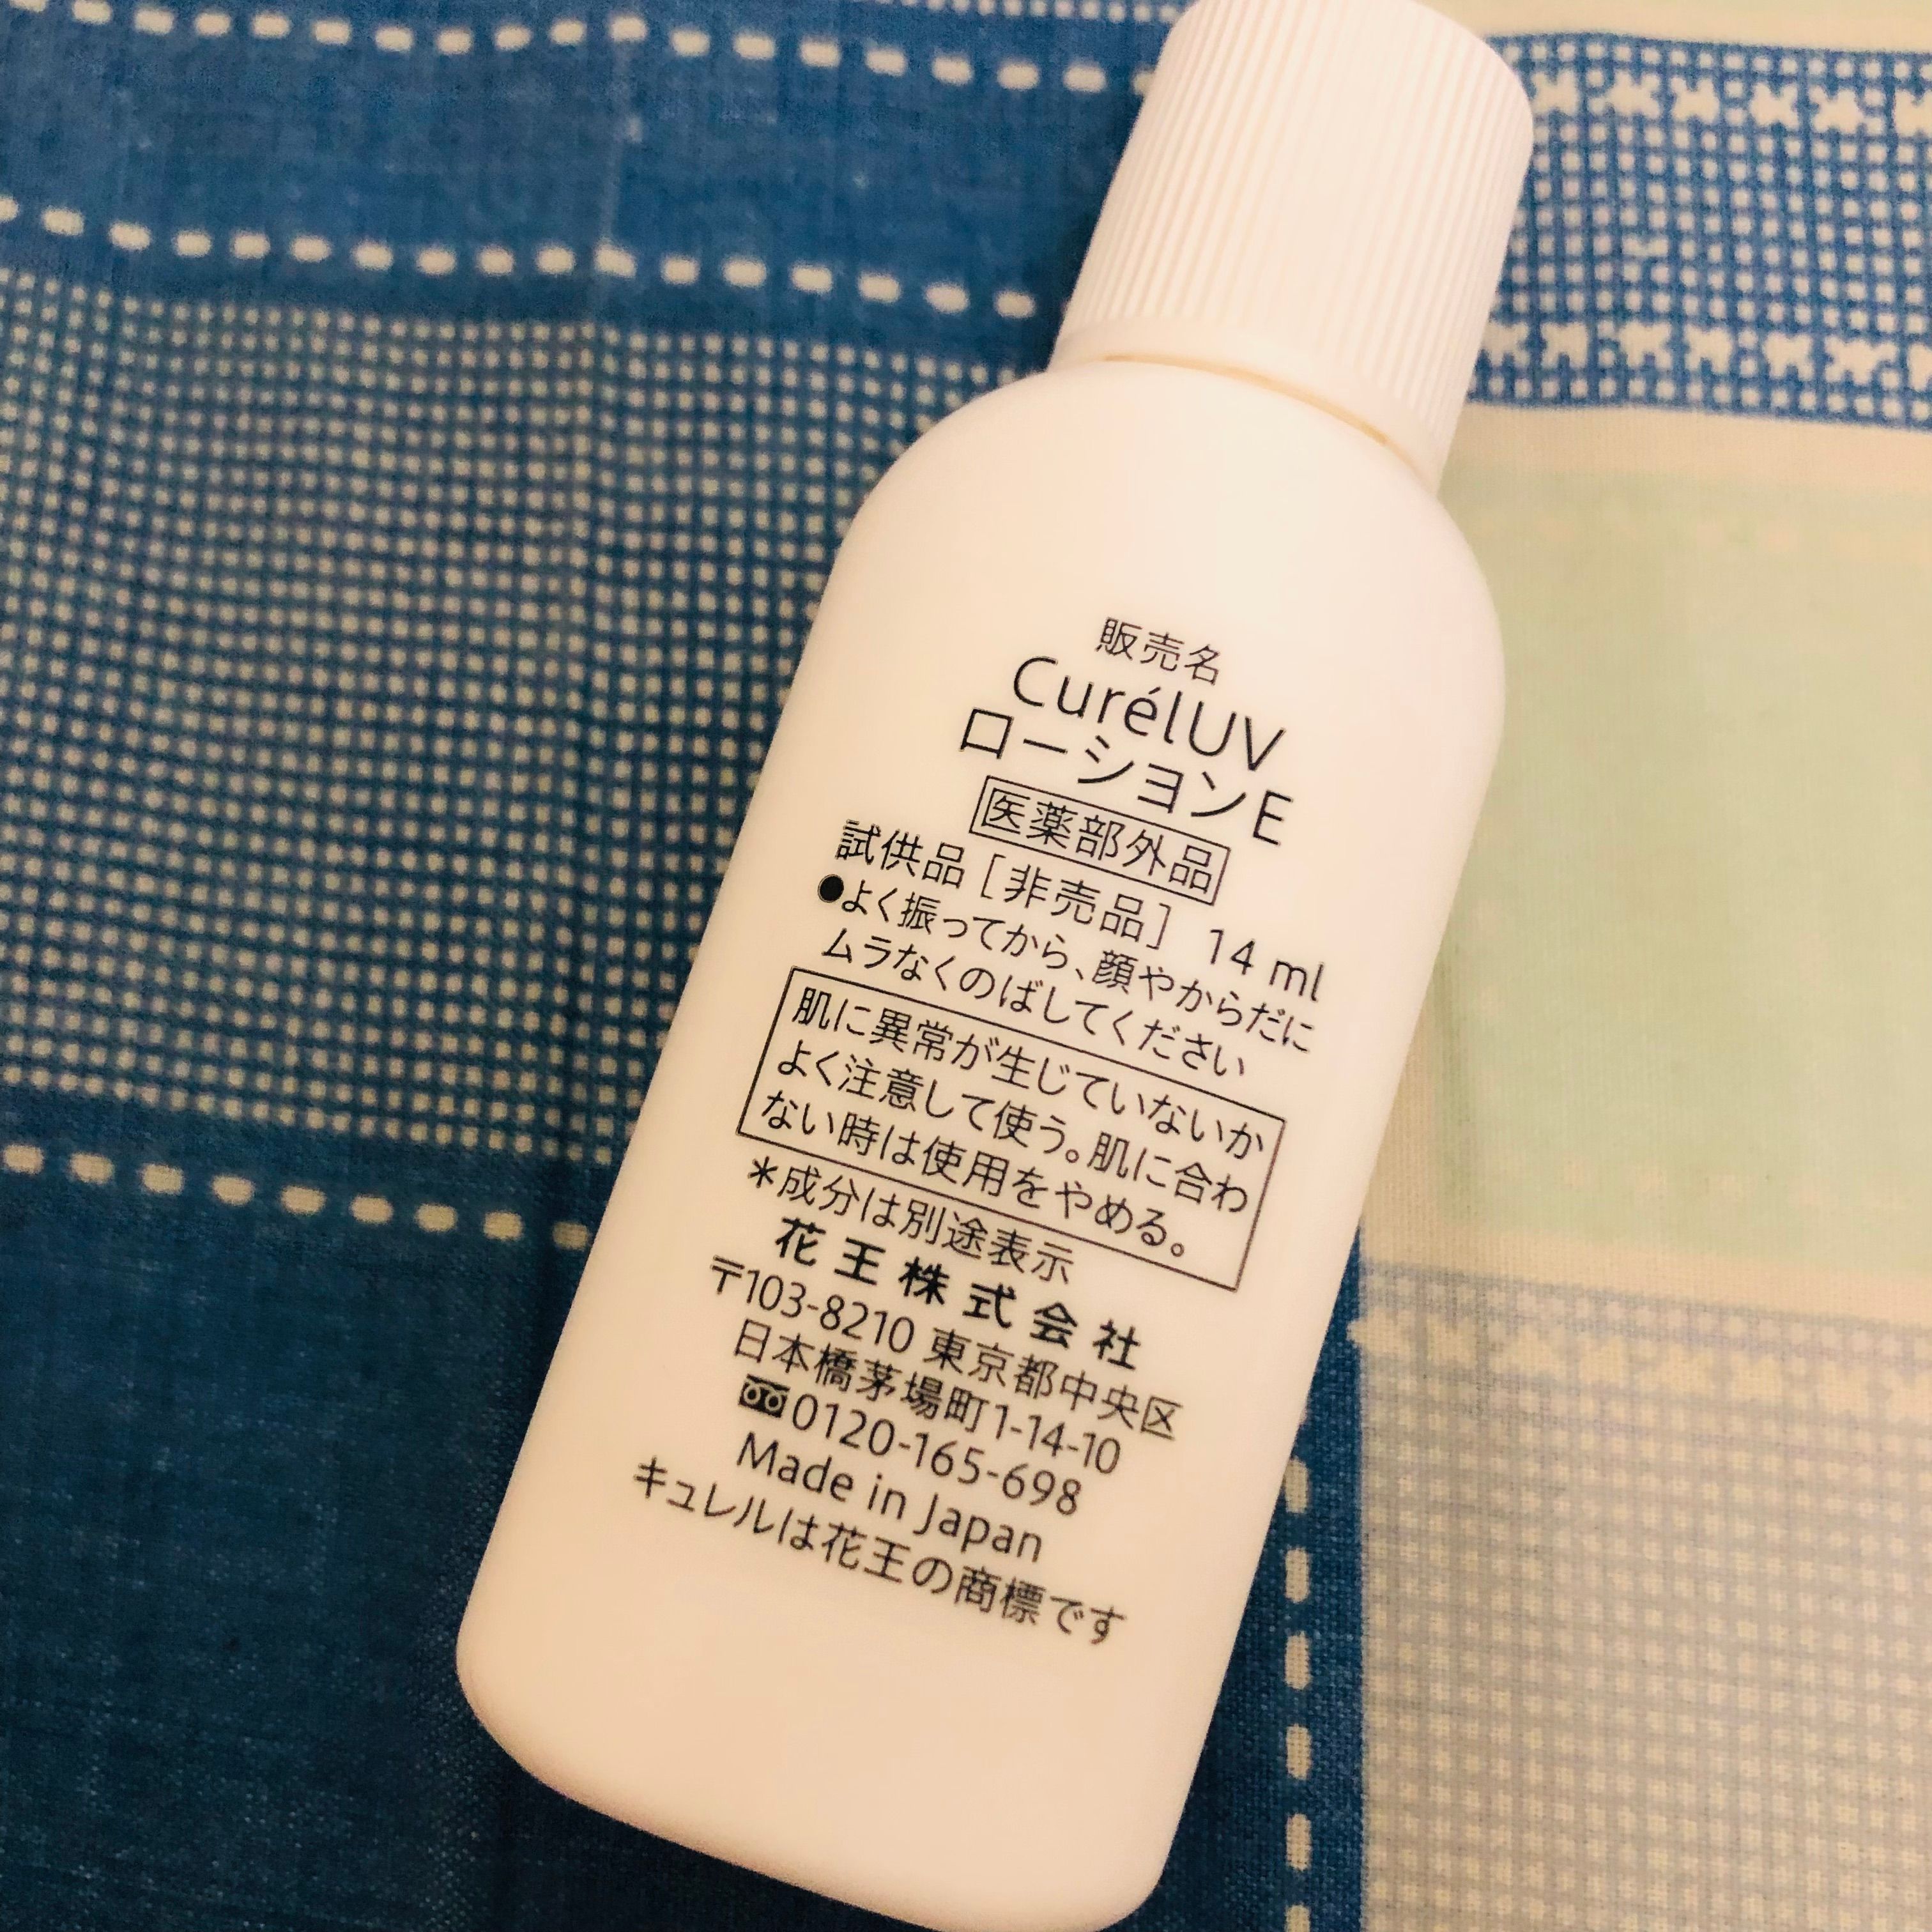 販売名
CurélUV
ローションE
医薬部外品
試供品［非売品］ 14 ml
●よく振ってから、顔やからだに
ムラなくのばしてください
肌に異常が生じていないか
よく注意して使う。肌に合わ
ない時は使用をやめる。
＊成分は別途表示
花王株式会社
〒103-8210 東京都中央区
日本橋茅場町1-14-10
0120-165-698
Made in Japan
キュレルは花王の商標です